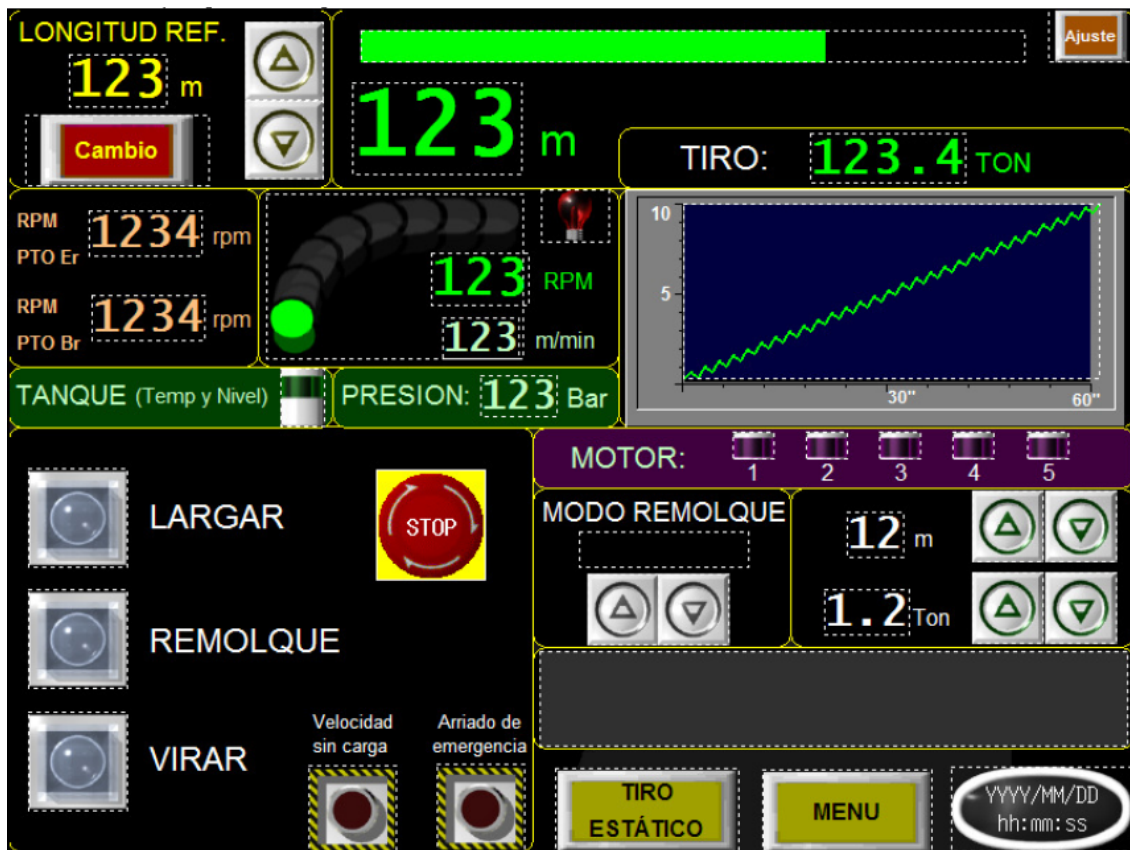 LONGITUD REF.
123 m
Cambio
Ajuste
123 m
TIRO: 123.4 TON
RPM
PTO Er
1234 rpm
RPM
PTO Br
1234 rpm
123 RPM
123 m/min
10
5
30"
60"
TANQUE (Temp y Nivel)
PRESION: 123 Bar
MOTOR:
1 2 3 4 5
LARGAR
STOP
MODO REMOLQUE
12 m
1.2 Ton
REMOLQUE
VIRAR
Velocidad
sin carga
Arriado de
emergencia
TIRO
ESTÁTICO
MENU
YYYY/MM/DD
hh:mm:ss